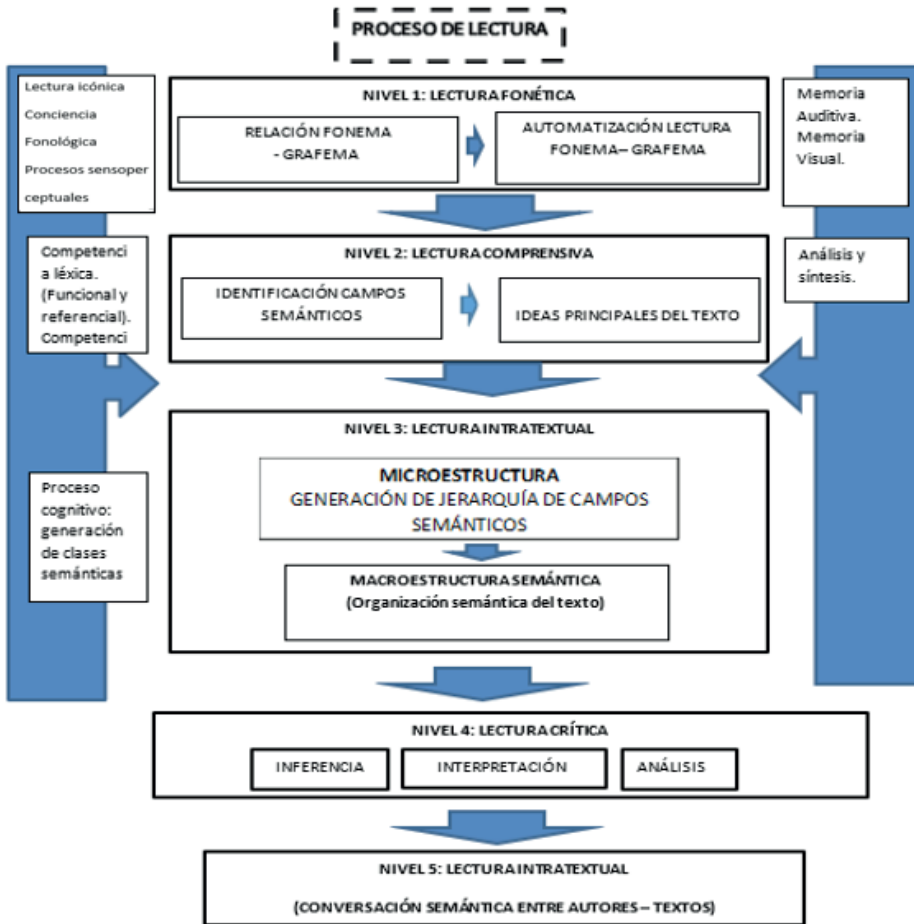 PROCESO DE LECTURA
Lectura icónica
Conciencia
Fonológica
Procesos sensoper
ceptuales
NIVEL 1: LECTURA FONÉTICA
RELACIÓN FONEMA
- GRAFEMA
AUTOMATIZACIÓN LECTURA
FONEMA– GRAFEMA
Memoria
Auditiva.
Memoria
Visual.
Competenci
a léxica.
(Funcional y
referencial).
Competenci
NIVEL 2: LECTURA COMPRENSIVA
IDENTIFICACIÓN CAMPOS
SEMÁNTICOS
IDEAS PRINCIPALES DEL TEXTO
Análisis y
síntesis.
NIVEL 3: LECTURA INTRATEXTUAL
MICROESTRUCTURA
GENERACIÓN DE JERARQUÍA DE CAMPOS
SEMÁNTICOS
MACROESTRUCTURA SEMÁNTICA
(Organización semántica del texto)
Proceso
cognitivo:
generación
de clases
semánticas
NIVEL 4: LECTURA CRÍTICA
INFERENCIA
INTERPRETACIÓN
ANÁLISIS
NIVEL 5: LECTURA INTRATEXTUAL
(CONVERSACIÓN SEMÁNTICA ENTRE AUTORES – TEXTOS)